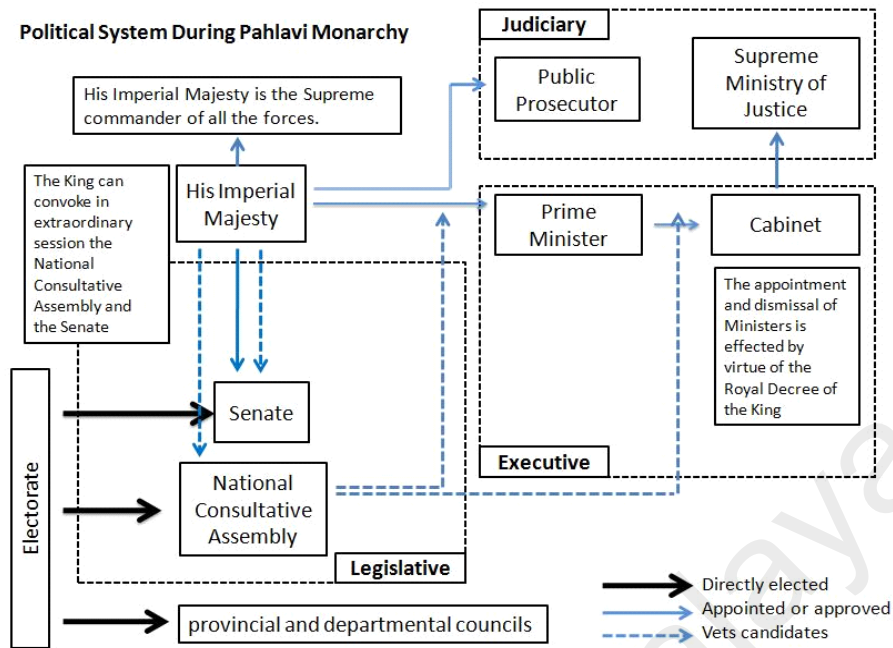 Political System During Pahlavi Monarchy
Judiciary
Public
Prosecutor
Supreme
Ministry of
Justice
His Imperial Majesty is the Supreme
commander of all the forces.
The King can
convoke in
extraordinary
session the
National
Consultative
Assembly and
the Senate
His Imperial
Majesty
Prime
Minister
Cabinet
The appointment
and dismissal of
Ministers is
effected by
virtue of the
Royal Decree of
the King
Executive
Electorate
Senate
National
Consultative
Assembly
Legislative
provincial and departmental councils
Directly elected
Appointed or approved
Vets candidates